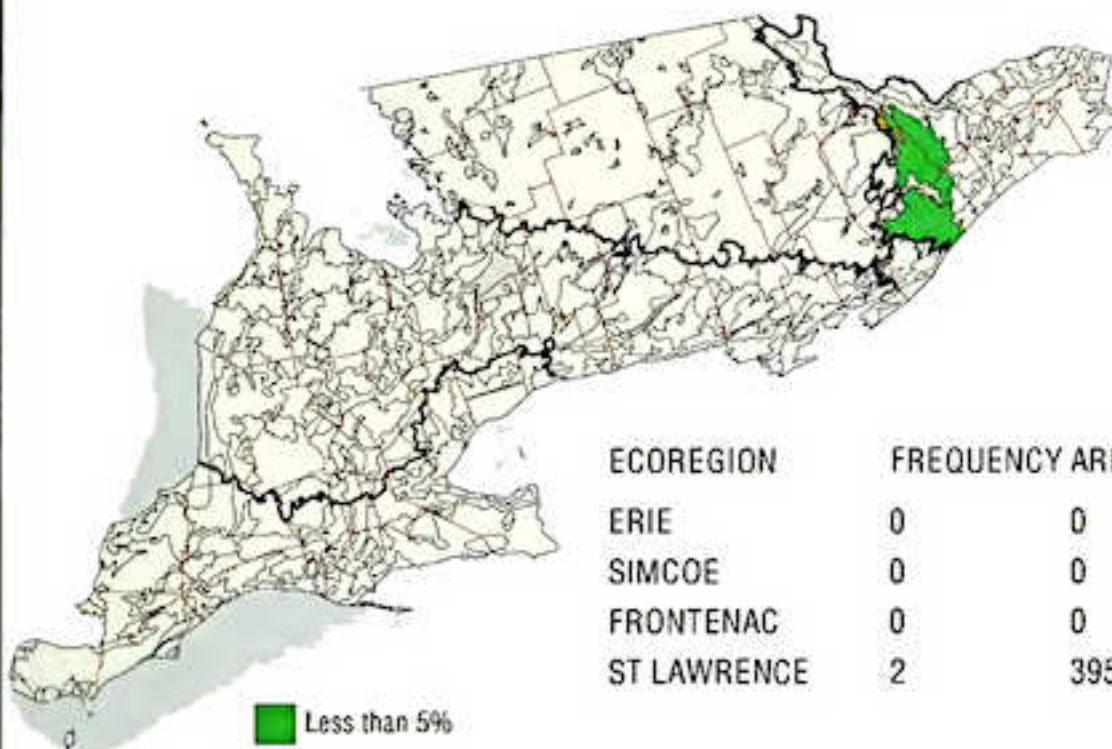 ECOREGION FREQUENCY
ERIE 0 0
SIMCOE 0 0
FRONTENAC 0 0
ST LAWRENCE 2
Less than 5%